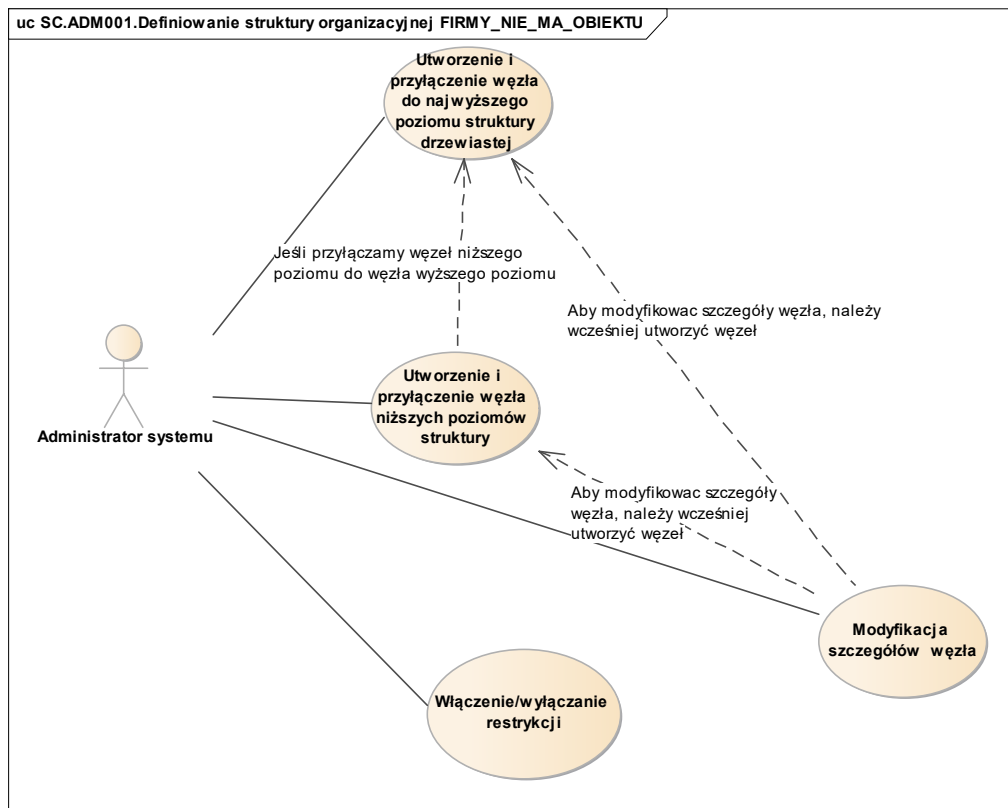 uc SC.ADM001.Definiowanie struktury organizacyjnej FIRMY_NIE_MA_OBIEKTU
Utworzenie i
przyłączenie węzła
do najwyższego
poziomu struktury
drzewiastej
Jeśli przyłączamy węzeł niższego
poziomu do węzła wyższego poziomu
Aby modyfikowac szczegóły węzła, należy
wcześniej utworzyć węzeł
Utworzenie i
przyłączenie węzła
niższych poziomów
struktury
Administrator systemu
Aby modyfikowac szczegóły
węzła, należy wcześniej
utworzyć węzeł
Modyfikacja
szczegółów węzła
Włączenie/wyłączanie
restrykcji